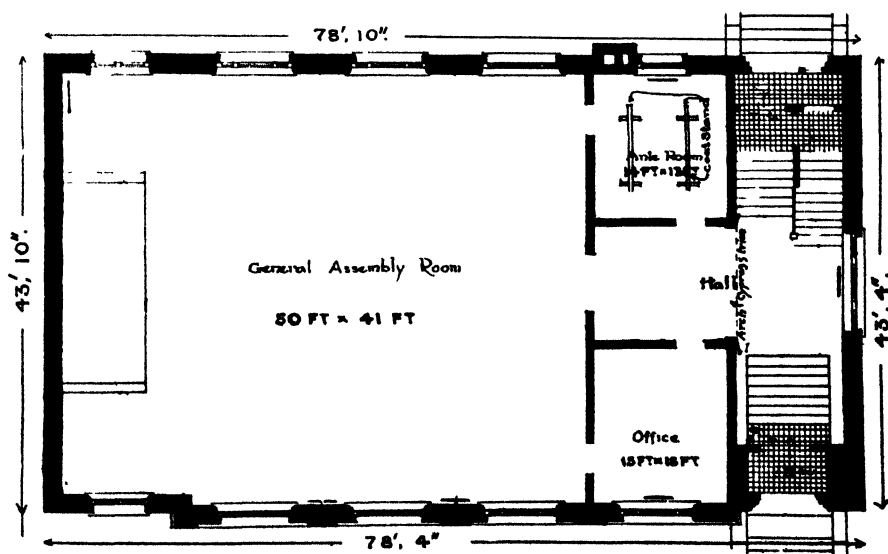 78', 10".
coat stand
Ante Room
43', 10".
General Assembly Room
50 FT × 41 FT
Hall
43', 4".
Office
15 FT × 15 FT
78', 4"